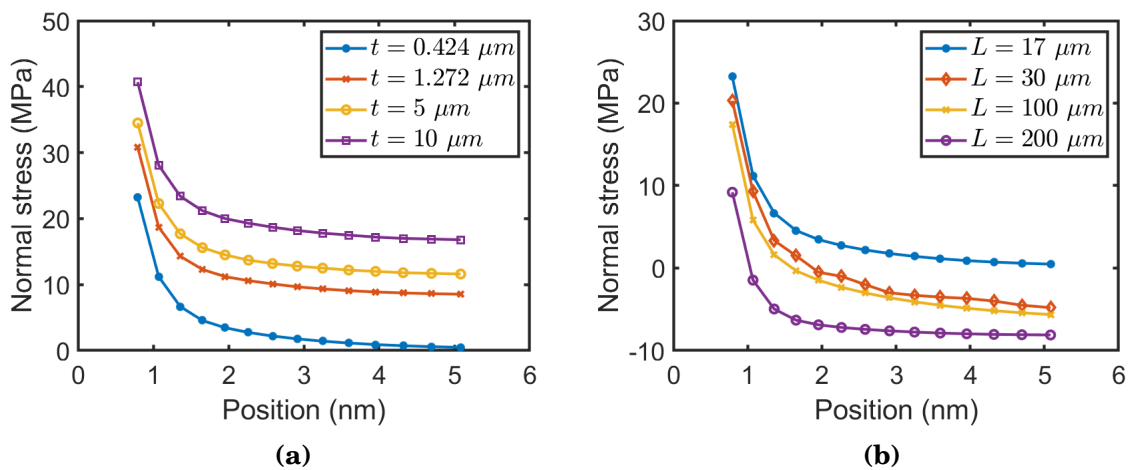 50
40
30
20
10
0
Normal stress (MPa)
t = 0.424 μm
t = 1.272 μm
t = 5 μm
t = 10 μm
0 1 2 3 4 5 6
Position (nm)
(a)
30
20
10
0
-10
Normal stress (MPa)
L = 17 μm
L = 30 μm
L = 100 μm
L = 200 μm
0 1 2 3 4 5 6
Position (nm)
(b)